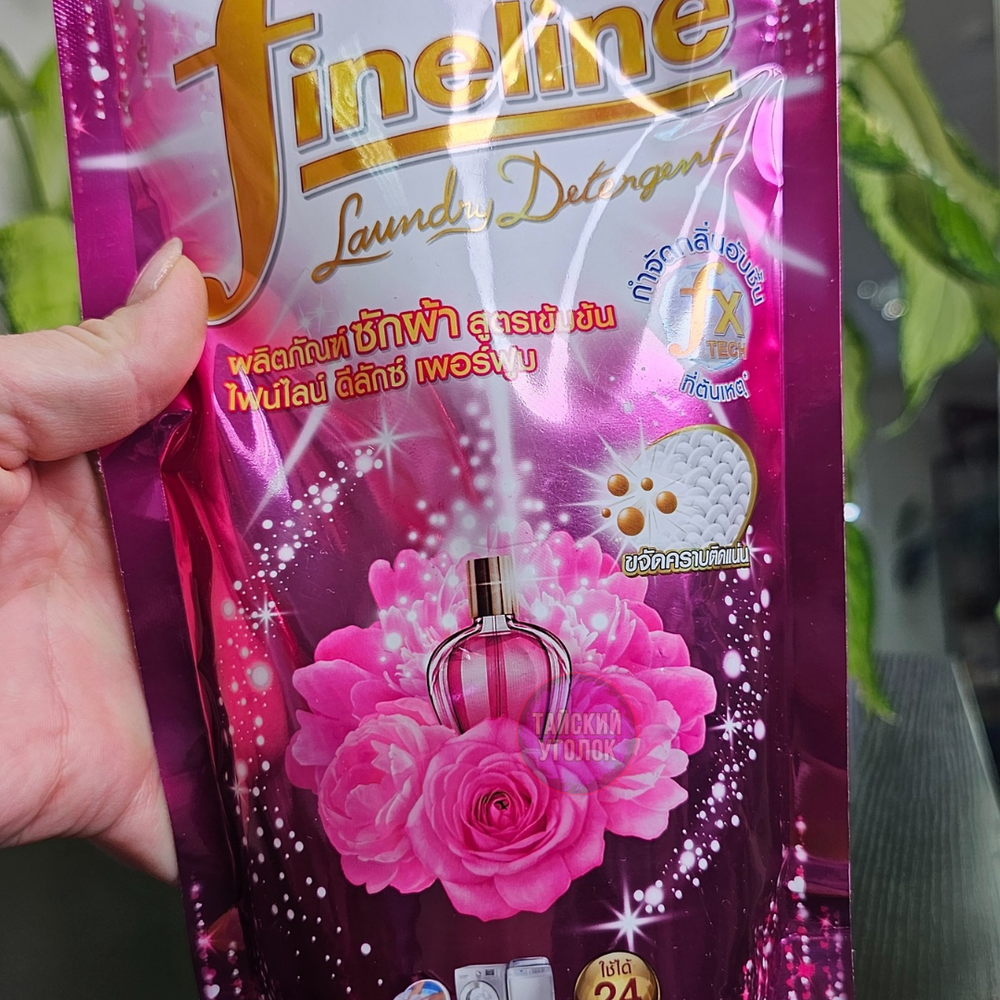 fineline
Laundry Detergent
กำจัดกลิ่นอับชื้น
fx
TECH
ที่ต้นเหตุ*
ผลิตภัณฑ์ซักผ้า สูตรเข้มข้น
ไฟน์ไลน์ ดีลักซ์ เพอร์ฟูม
ขจัดคราบติดแน่น
ТАЙСКИЙ
УГОЛОК
ใช้ได้
24